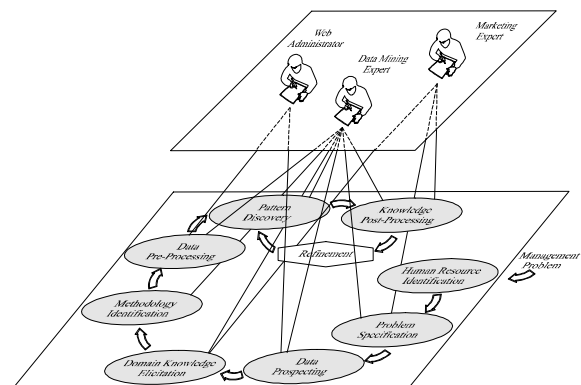 Web
Administrator
Data Mining
Expert
Marketing
Expert
Pattern
Discovery
Knowledge
Post-Processing
Data
Pre-Processing
Refinement
Management
Problem
Human Resource
Identification
Methodology
Identification
Problem
Specification
Domain Knowledge
Elicitation
Data
Prospecting